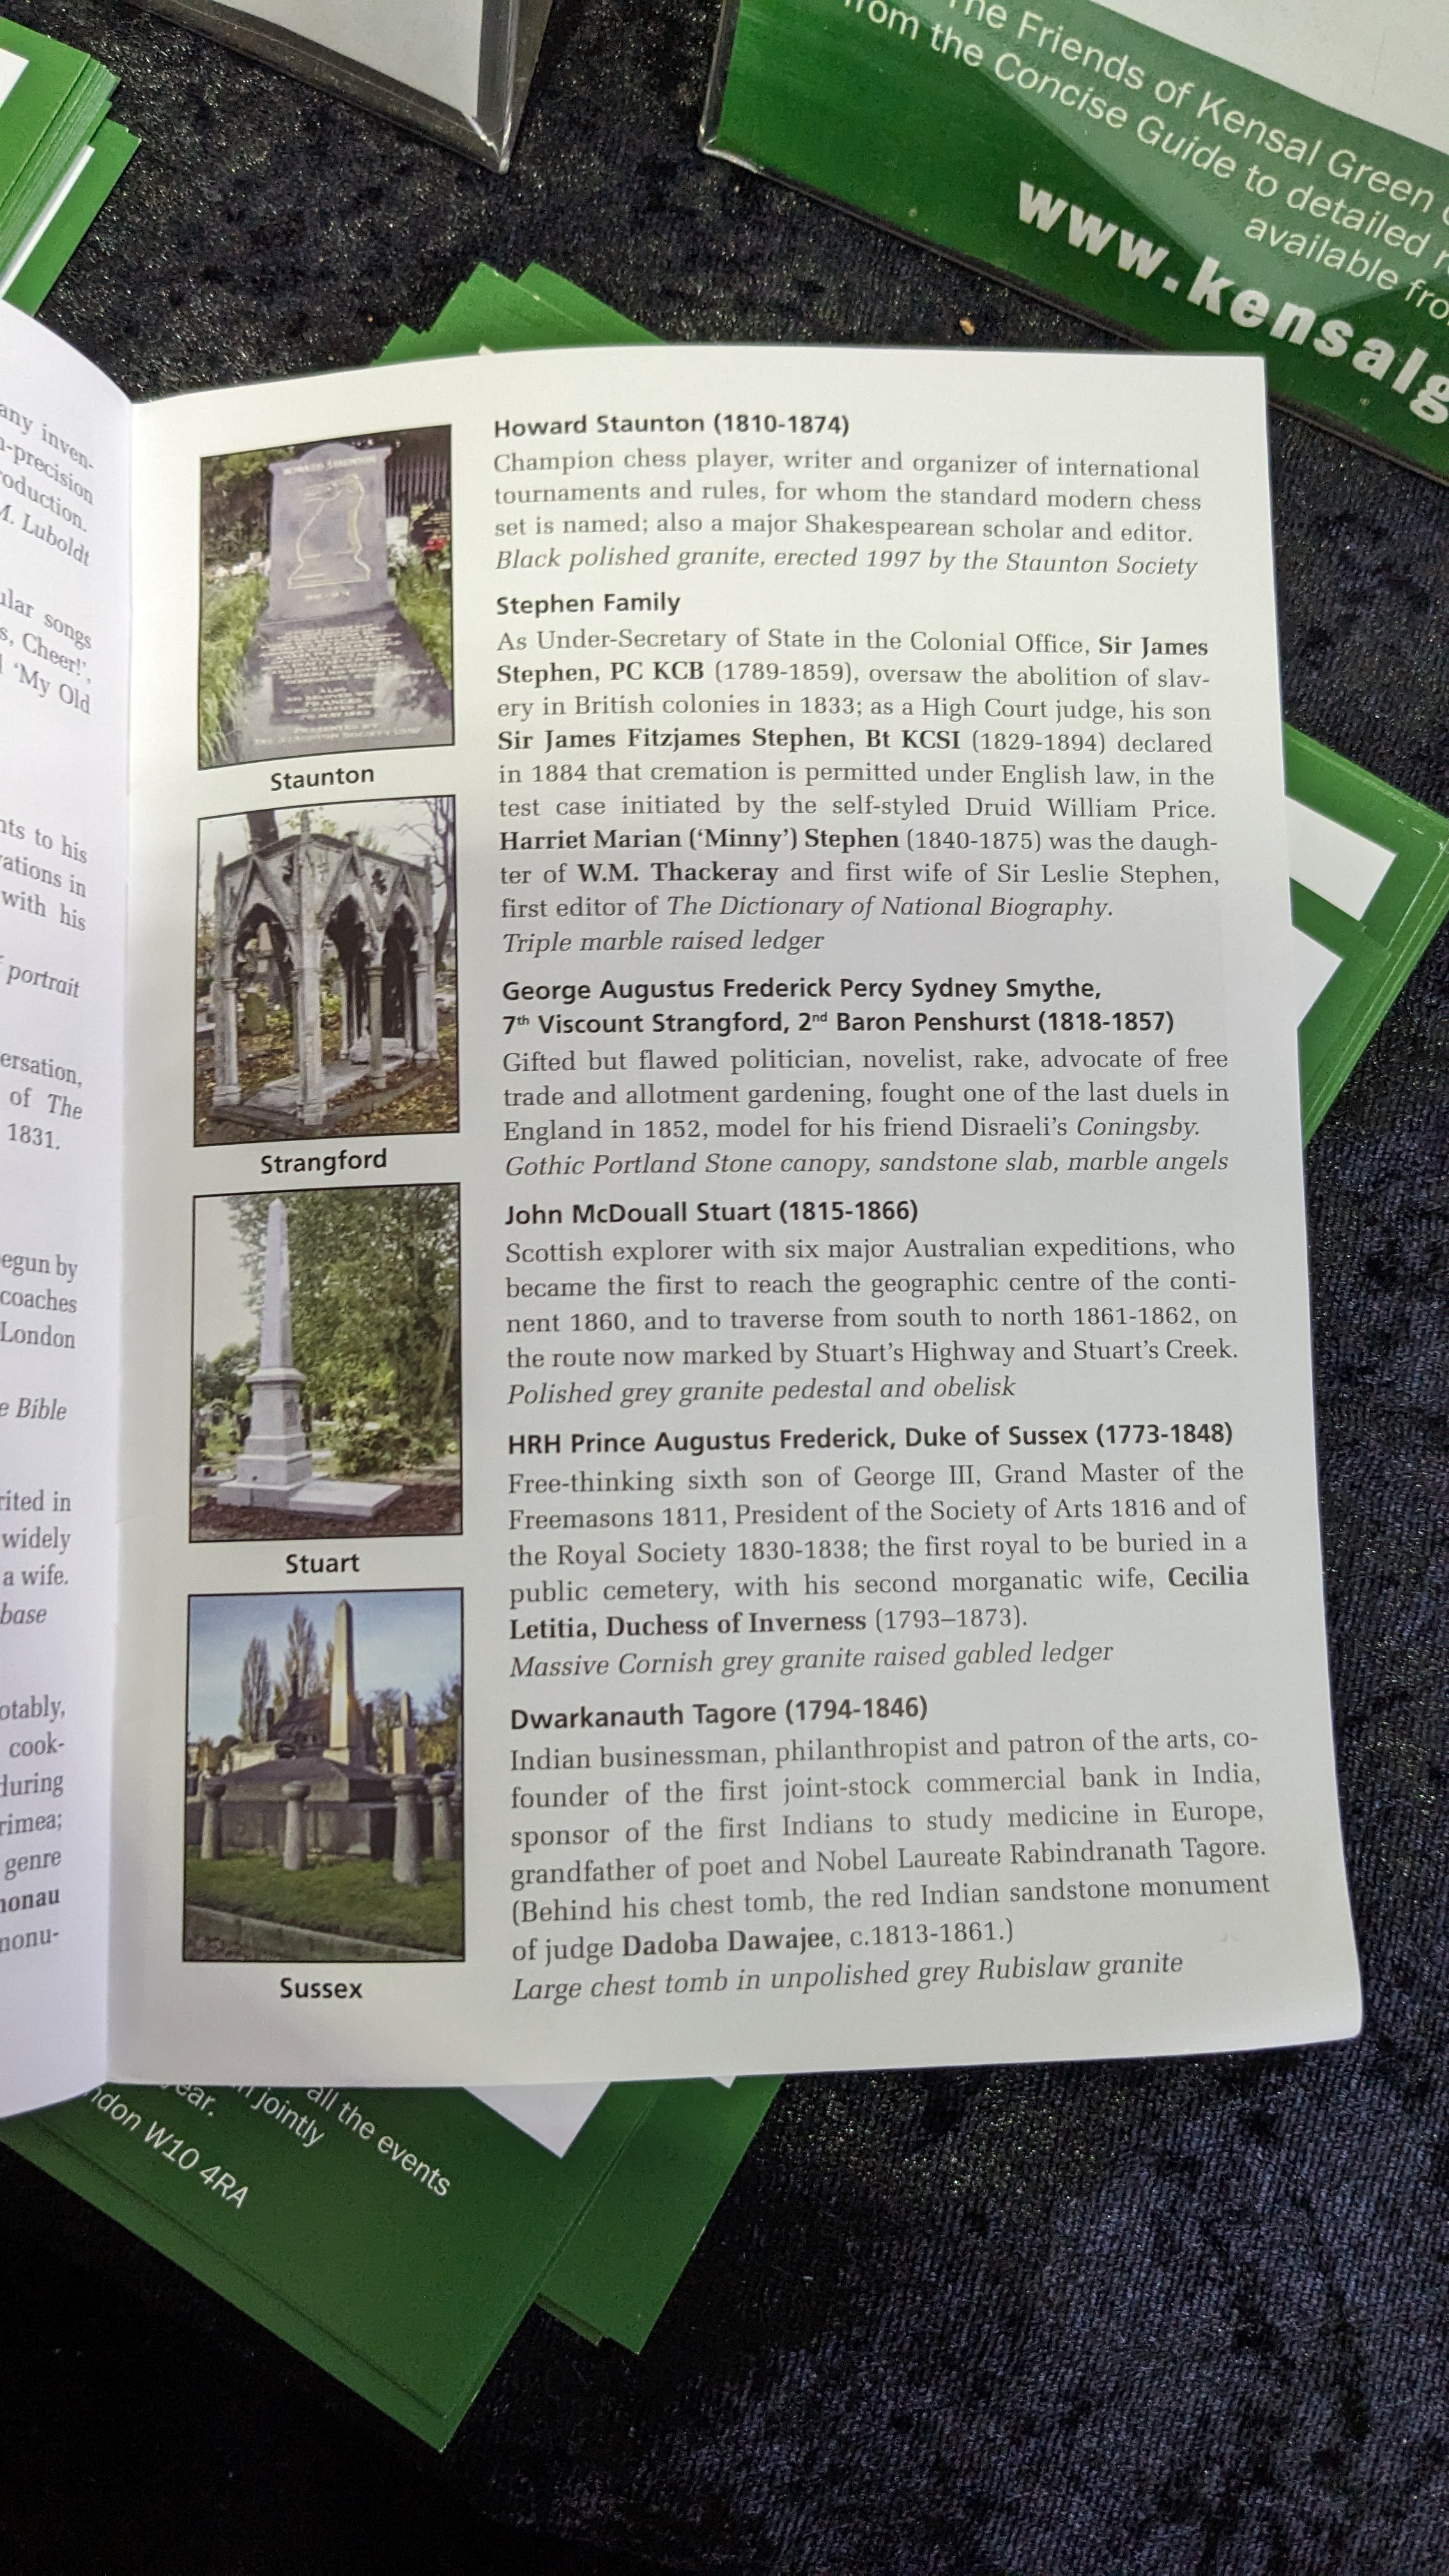 The Friends of Kensal Green
from the Concise Guide to detailed
available fro
www.kensalg
any inven-
n-precision
roduction.
M. Luboldt
ular songs
s, Cheer!',
‘My Old
nts to his
vations in
with his
portrait
ersation,
of The
1831.
egun by
coaches
London
e Bible
rited in
widely
a wife.
base
otably,
cook-
during
rimea;
genre
nonau
monu-
HOWARD STAUNTON
Staunton
Strangford
Stuart
Sussex
Howard Staunton (1810-1874)
Champion chess player, writer and organizer of international
tournaments and rules, for whom the standard modern chess
set is named; also a major Shakespearean scholar and editor.
Black polished granite, erected 1997 by the Staunton Society
Stephen Family
As Under-Secretary of State in the Colonial Office, Sir James
Stephen, PC KCB (1789-1859), oversaw the abolition of slav-
ery in British colonies in 1833; as a High Court judge, his son
Sir James Fitzjames Stephen, Bt KCSI (1829-1894) declared
in 1884 that cremation is permitted under English law, in the
test case initiated by the self-styled Druid William Price.
Harriet Marian (‘Minny’) Stephen (1840-1875) was the daugh-
ter of W.M. Thackeray and first wife of Sir Leslie Stephen,
first editor of The Dictionary of National Biography.
Triple marble raised ledger
George Augustus Frederick Percy Sydney Smythe,
7th Viscount Strangford, 2nd Baron Penshurst (1818-1857)
Gifted but flawed politician, novelist, rake, advocate of free
trade and allotment gardening, fought one of the last duels in
England in 1852, model for his friend Disraeli’s Coningsby.
Gothic Portland Stone canopy, sandstone slab, marble angels
John McDouall Stuart (1815-1866)
Scottish explorer with six major Australian expeditions, who
became the first to reach the geographic centre of the conti-
nent 1860, and to traverse from south to north 1861-1862, on
the route now marked by Stuart’s Highway and Stuart’s Creek.
Polished grey granite pedestal and obelisk
HRH Prince Augustus Frederick, Duke of Sussex (1773-1848)
Free-thinking sixth son of George III, Grand Master of the
Freemasons 1811, President of the Society of Arts 1816 and of
the Royal Society 1830-1838; the first royal to be buried in a
public cemetery, with his second morganatic wife, Cecilia
Letitia, Duchess of Inverness (1793–1873).
Massive Cornish grey granite raised gabled ledger
Dwarkanauth Tagore (1794-1846)
Indian businessman, philanthropist and patron of the arts, co-
founder of the first joint-stock commercial bank in India,
sponsor of the first Indians to study medicine in Europe,
grandfather of poet and Nobel Laureate Rabindranath Tagore.
(Behind his chest tomb, the red Indian sandstone monument
of judge Dadoba Dawajee, c.1813-1861.)
Large chest tomb in unpolished grey Rubislaw granite
all the events
jointly
ear.
ndon W10 4RA